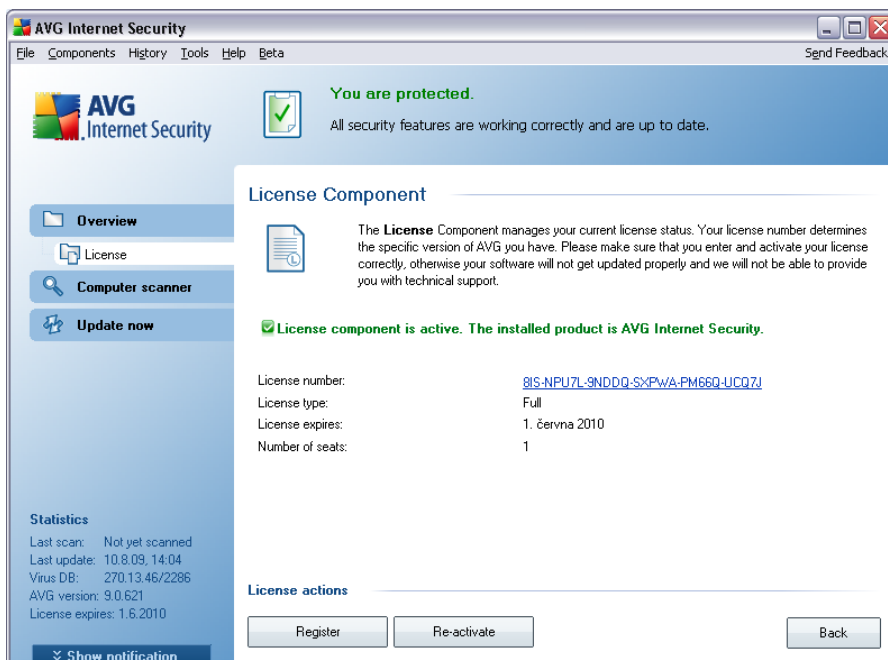 AVG Internet Security
File Components History Tools Help Beta
Send Feedback
AVG
Internet Security
You are protected.
All security features are working correctly and are up to date.
Overview
License
Computer scanner
Update now
License Component
The License Component manages your current license status. Your license number determines
the specific version of AVG you have. Please make sure that you enter and activate your license
correctly, otherwise your software will not get updated properly and we will not be able to provide
you with technical support.
License component is active. The installed product is AVG Internet Security.
License number: 8IS-NPU7L-9NDDQ-SXPWA-PM66Q-UCQ7J
License type: Full
License expires: 1. června 2010
Number of seats: 1
Statistics
Last scan: Not yet scanned
Last update: 10.8.09, 14:04
Virus DB: 270.13.46/2286
AVG version: 9.0.621
License expires: 1.6.2010
Show notification
License actions
Register
Re-activate
Back